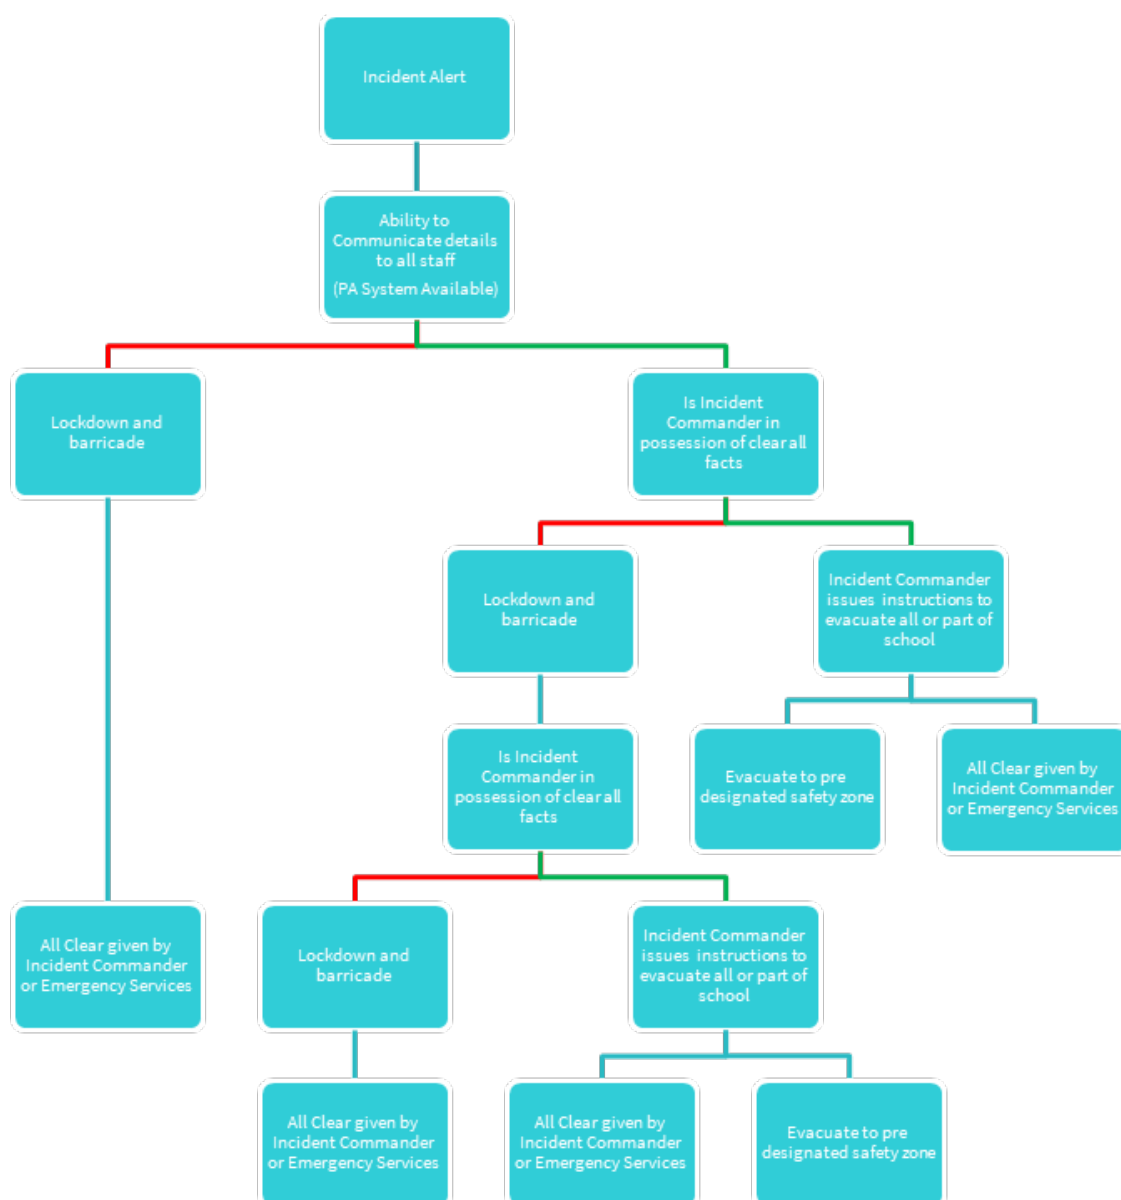 Incident Alert
Ability to
Communicate details
to all staff
(PA System Available)
Lockdown and
barricade
Is Incident
Commander in
possession of clear all
facts
Lockdown and
barricade
Incident Commander
issues instructions to
evacuate all or part of
school
Is Incident
Commander in
possession of clear all
facts
Evacuate to pre
designated safety zone
All Clear given by
Incident Commander
or Emergency Services
All Clear given by
Incident Commander
or Emergency Services
Lockdown and
barricade
Incident Commander
issues instructions to
evacuate all or part of
school
All Clear given by
Incident Commander
or Emergency Services
All Clear given by
Incident Commander
or Emergency Services
Evacuate to pre
designated safety zone